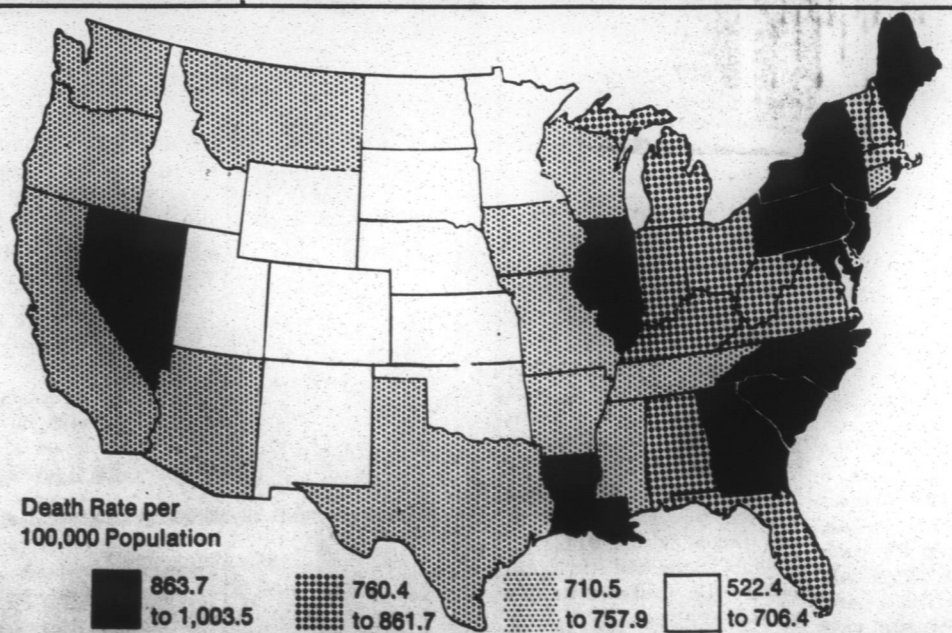 Death Rate per
100,000 Population
863.7
to 1,003.5
760.4
to 861.7
710.5
to 757.9
522.4
to 706.4